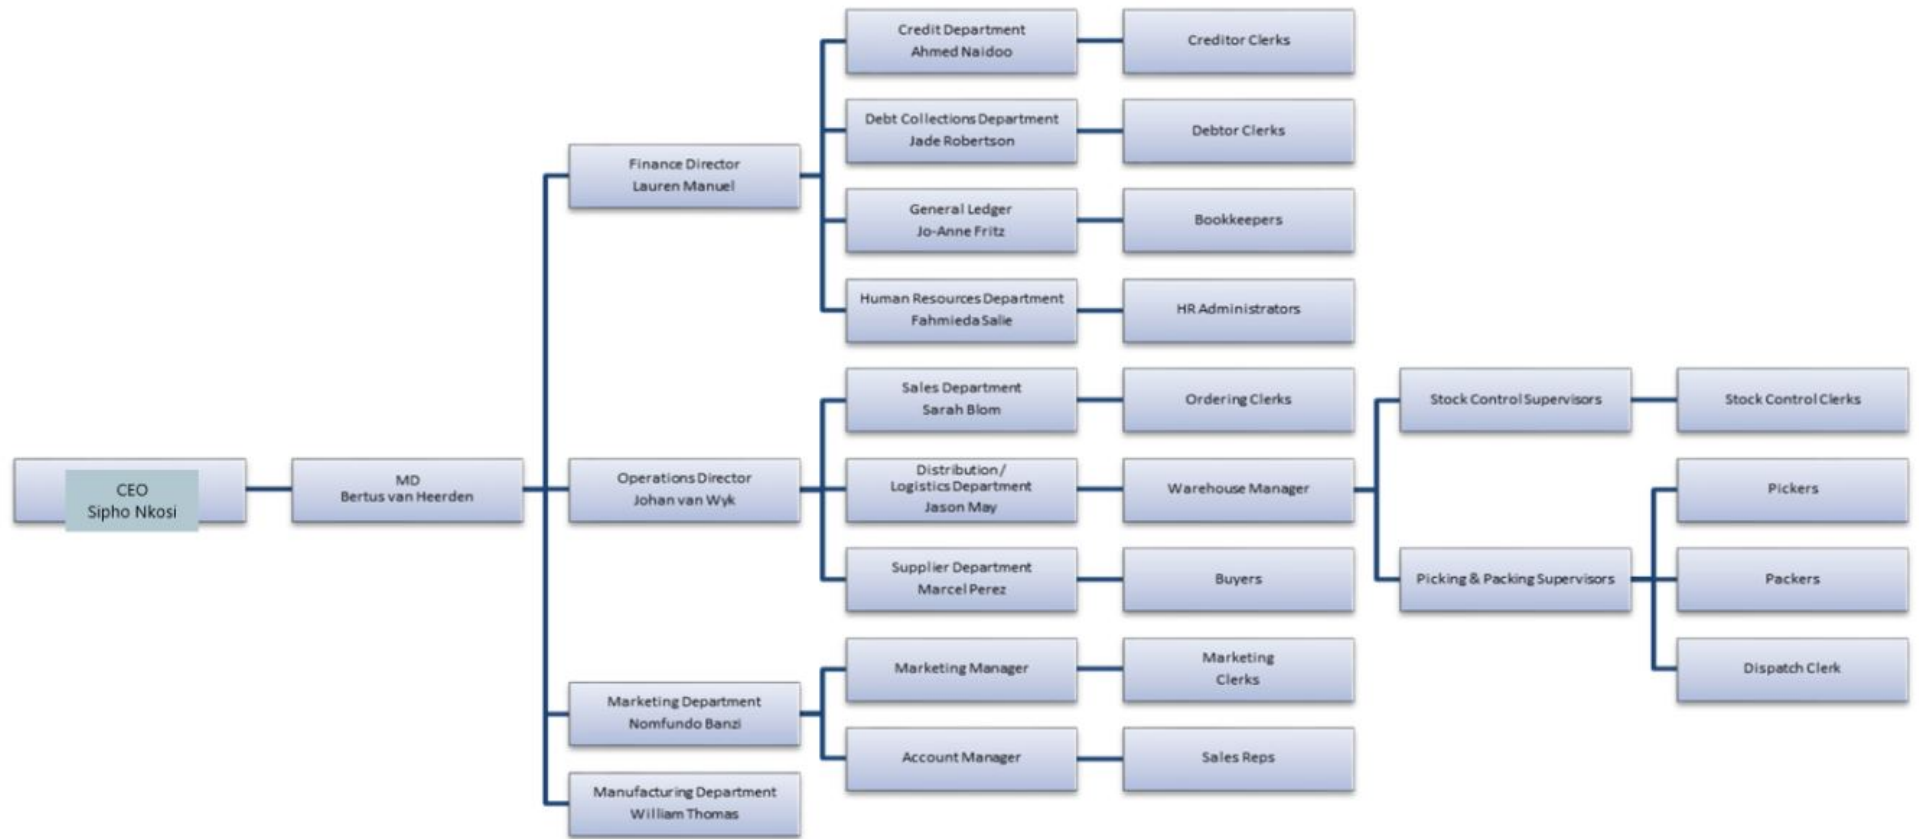 CEO
Sipho Nkosi
MD
Bertus van Heerden
Finance Director
Lauren Manuel
Credit Department
Ahmed Naidoo
Creditor Clerks
Debt Collections Department
Jade Robertson
Debtor Clerks
General Ledger
Jo-Anne Fritz
Bookkeepers
Human Resources Department
Fahmieda Salie
HR Administrators
Operations Director
Johan van Wyk
Sales Department
Sarah Blom
Ordering Clerks
Distribution /
Logistics Department
Jason May
Warehouse Manager
Stock Control Supervisors
Stock Control Clerks
Picking & Packing Supervisors
Pickers
Packers
Dispatch Clerk
Supplier Department
Marcel Perez
Buyers
Marketing Department
Nomfundo Banzi
Marketing Manager
Marketing
Clerks
Account Manager
Sales Reps
Manufacturing Department
William Thomas